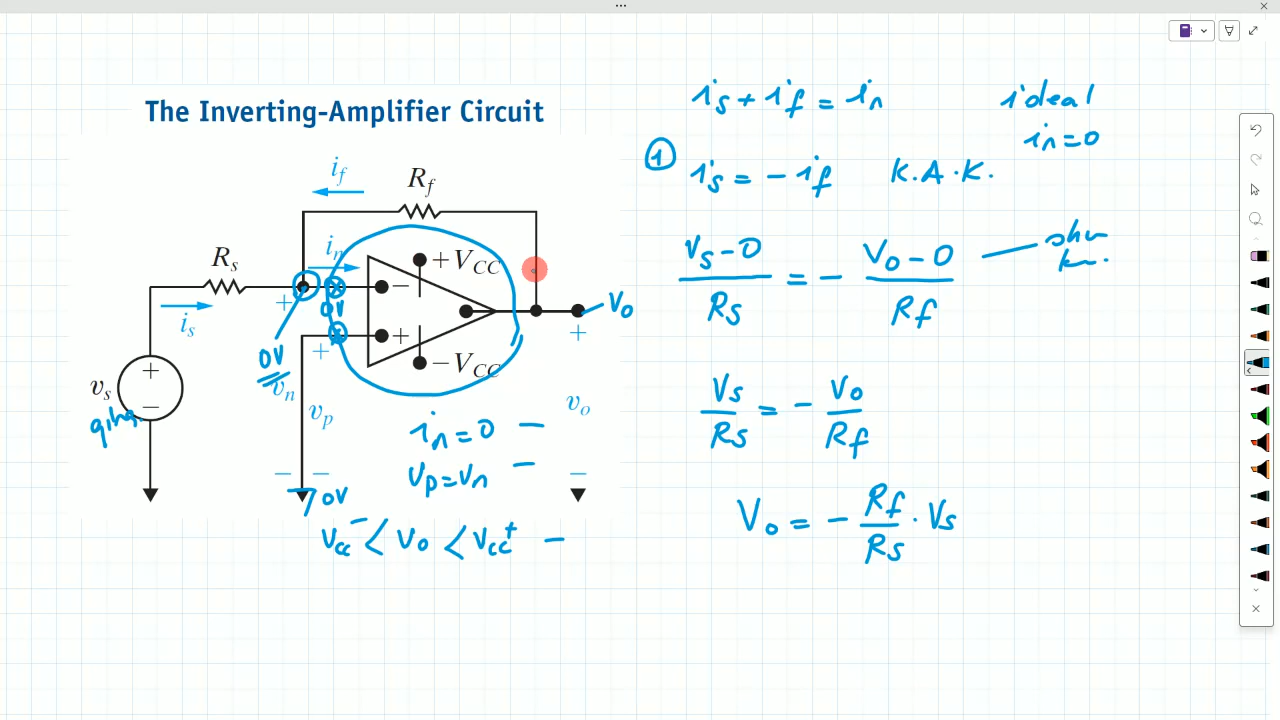 The Inverting-Amplifier Circuit
i_f
R_f
R_s
i_n
+V_CC
−
+
0V
i_s
+
+
−V_CC
V_o
+
0V
v_n
v_s
+
−
giriş
v_p
v_o
− −
0V
−
i_n = 0 −
V_p = V_n −
V_cc^- < V_o < V_cc^+ −
i_s + i_f = i_n
ideal
i_n = 0
① i_s = − i_f K.A.K.
V_s − 0 / R_s = − V_o − 0 / R_f
ohm
V_s / R_s = − V_o / R_f
V_o = − R_f / R_s · V_s